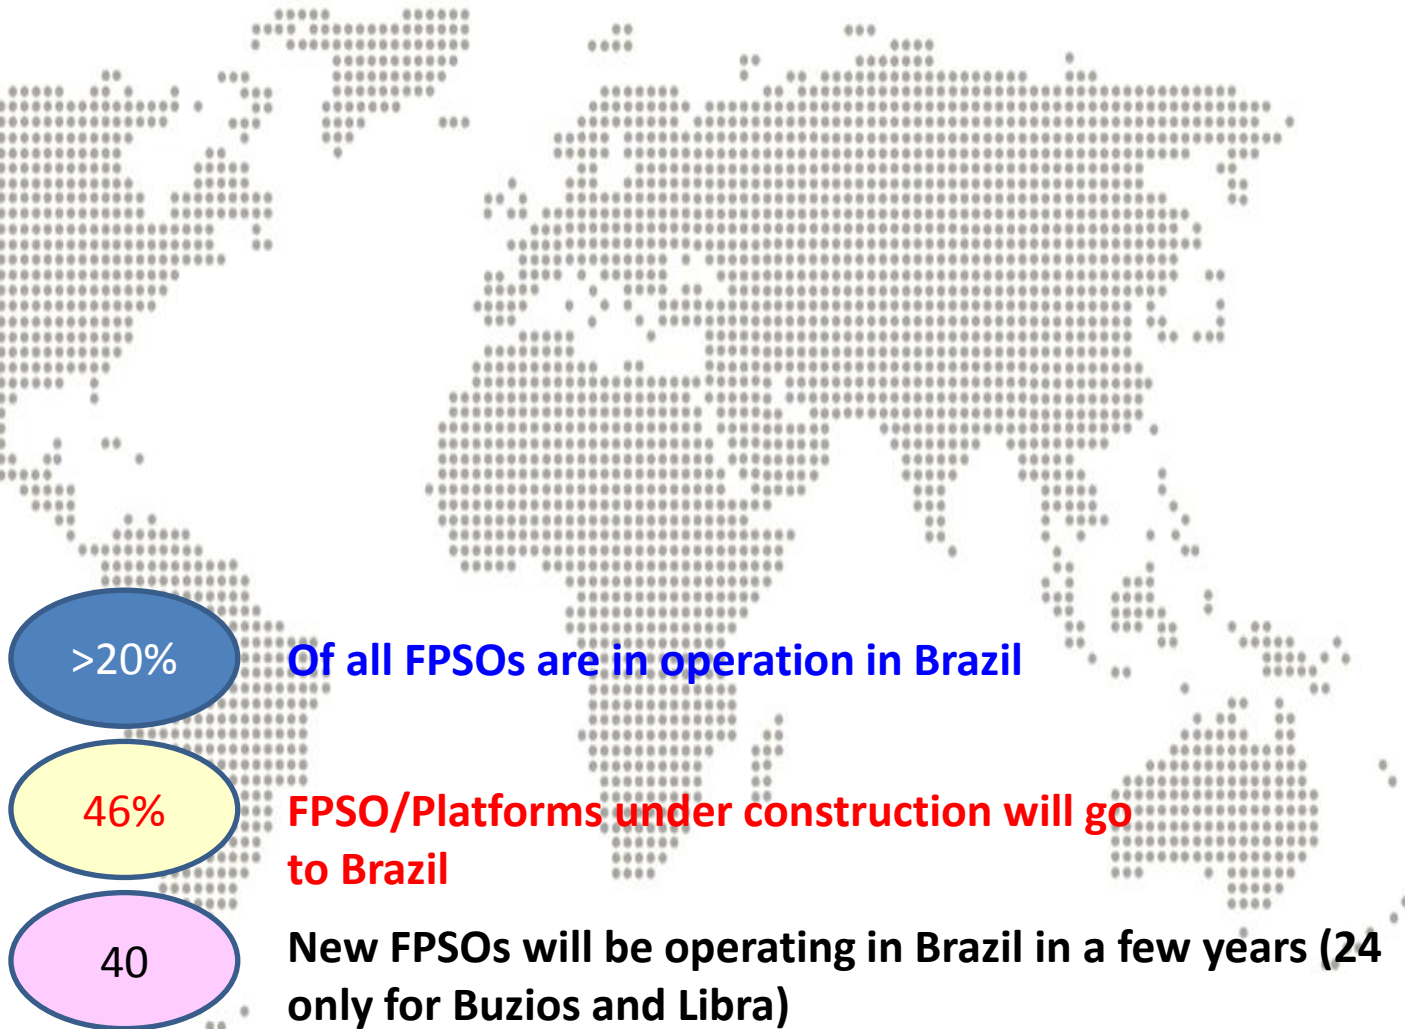 >20%
Of all FPSOs are in operation in Brazil
46%
FPSO/Platforms under construction will go
to Brazil
40
New FPSOs will be operating in Brazil in a few years (24
only for Buzios and Libra)